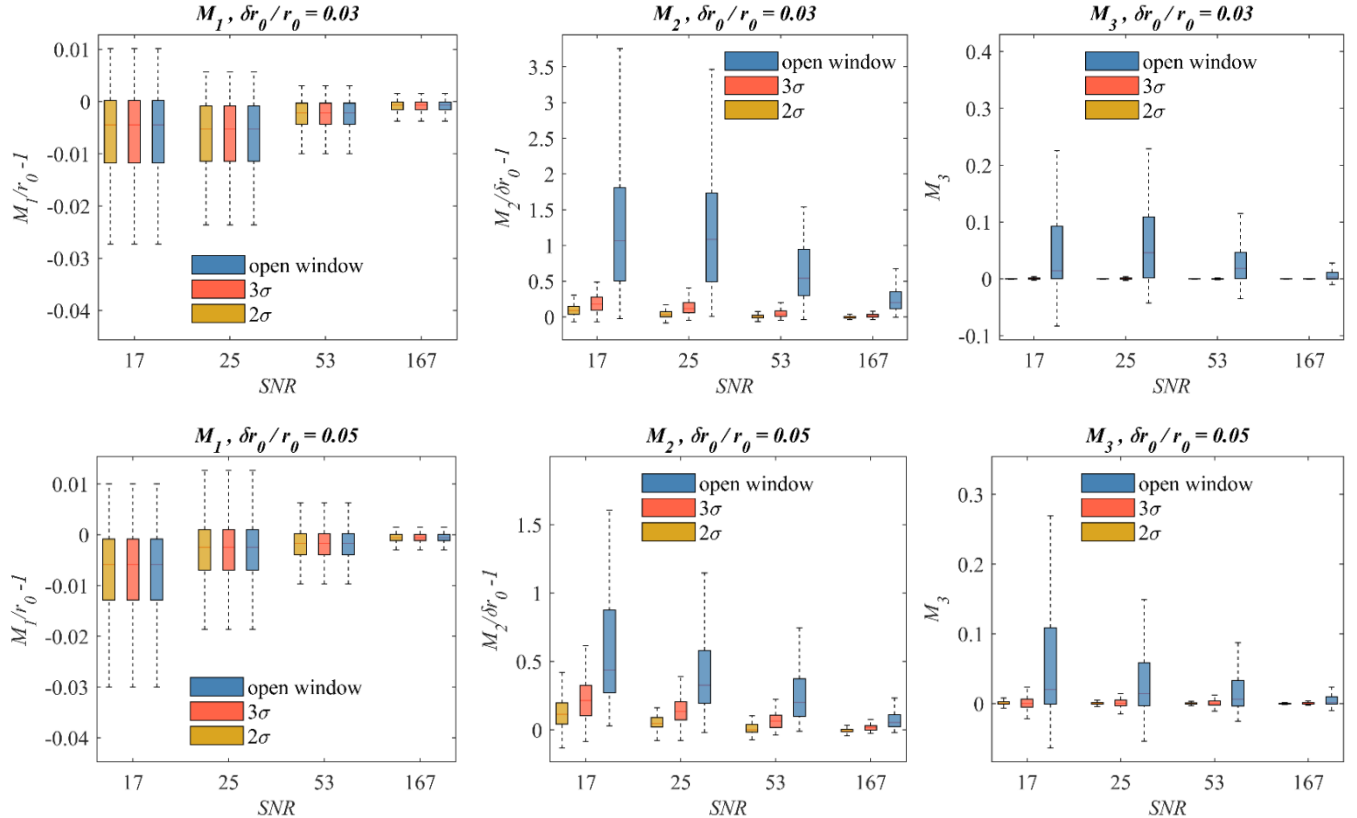 M₁ , δr₀ / r₀ = 0.03
0.01
0
-0.01
-0.02
-0.03
-0.04
M₁/r₀ -1
open window
3σ
2σ
17 25 53 167
SNR
M₂ , δr₀ / r₀ = 0.03
3.5
3
2.5
2
1.5
1
0.5
0
M₂/δr₀ -1
open window
3σ
2σ
17 25 53 167
SNR
M₃ , δr₀ / r₀ = 0.03
0.4
0.3
0.2
0.1
0
-0.1
M₃
open window
3σ
2σ
17 25 53 167
SNR
M₁ , δr₀ / r₀ = 0.05
0.01
0
-0.01
-0.02
-0.03
-0.04
M₁/r₀ -1
open window
3σ
2σ
17 25 53 167
SNR
M₂ , δr₀ / r₀ = 0.05
1.5
1
0.5
0
M₂/δr₀ -1
open window
3σ
2σ
17 25 53 167
SNR
M₃ , δr₀ / r₀ = 0.05
0.3
0.2
0.1
0
M₃
open window
3σ
2σ
17 25 53 167
SNR